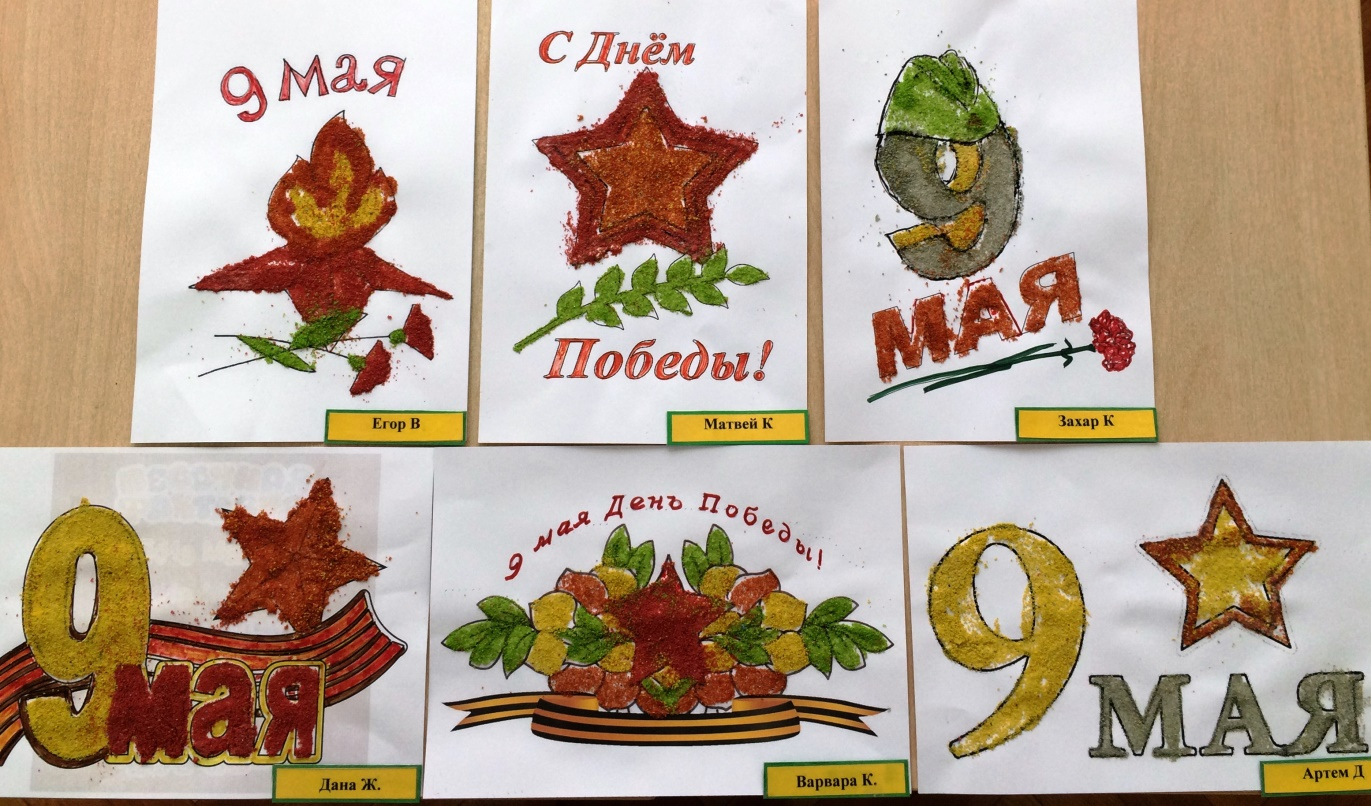 9 мая
Егор В
С Днём
Победы!
Матвей К
9
МАЯ
Захар К
9
мая
Дана Ж.
9 мая День Победы!
Варвара К.
9
МАЯ
Артем Д